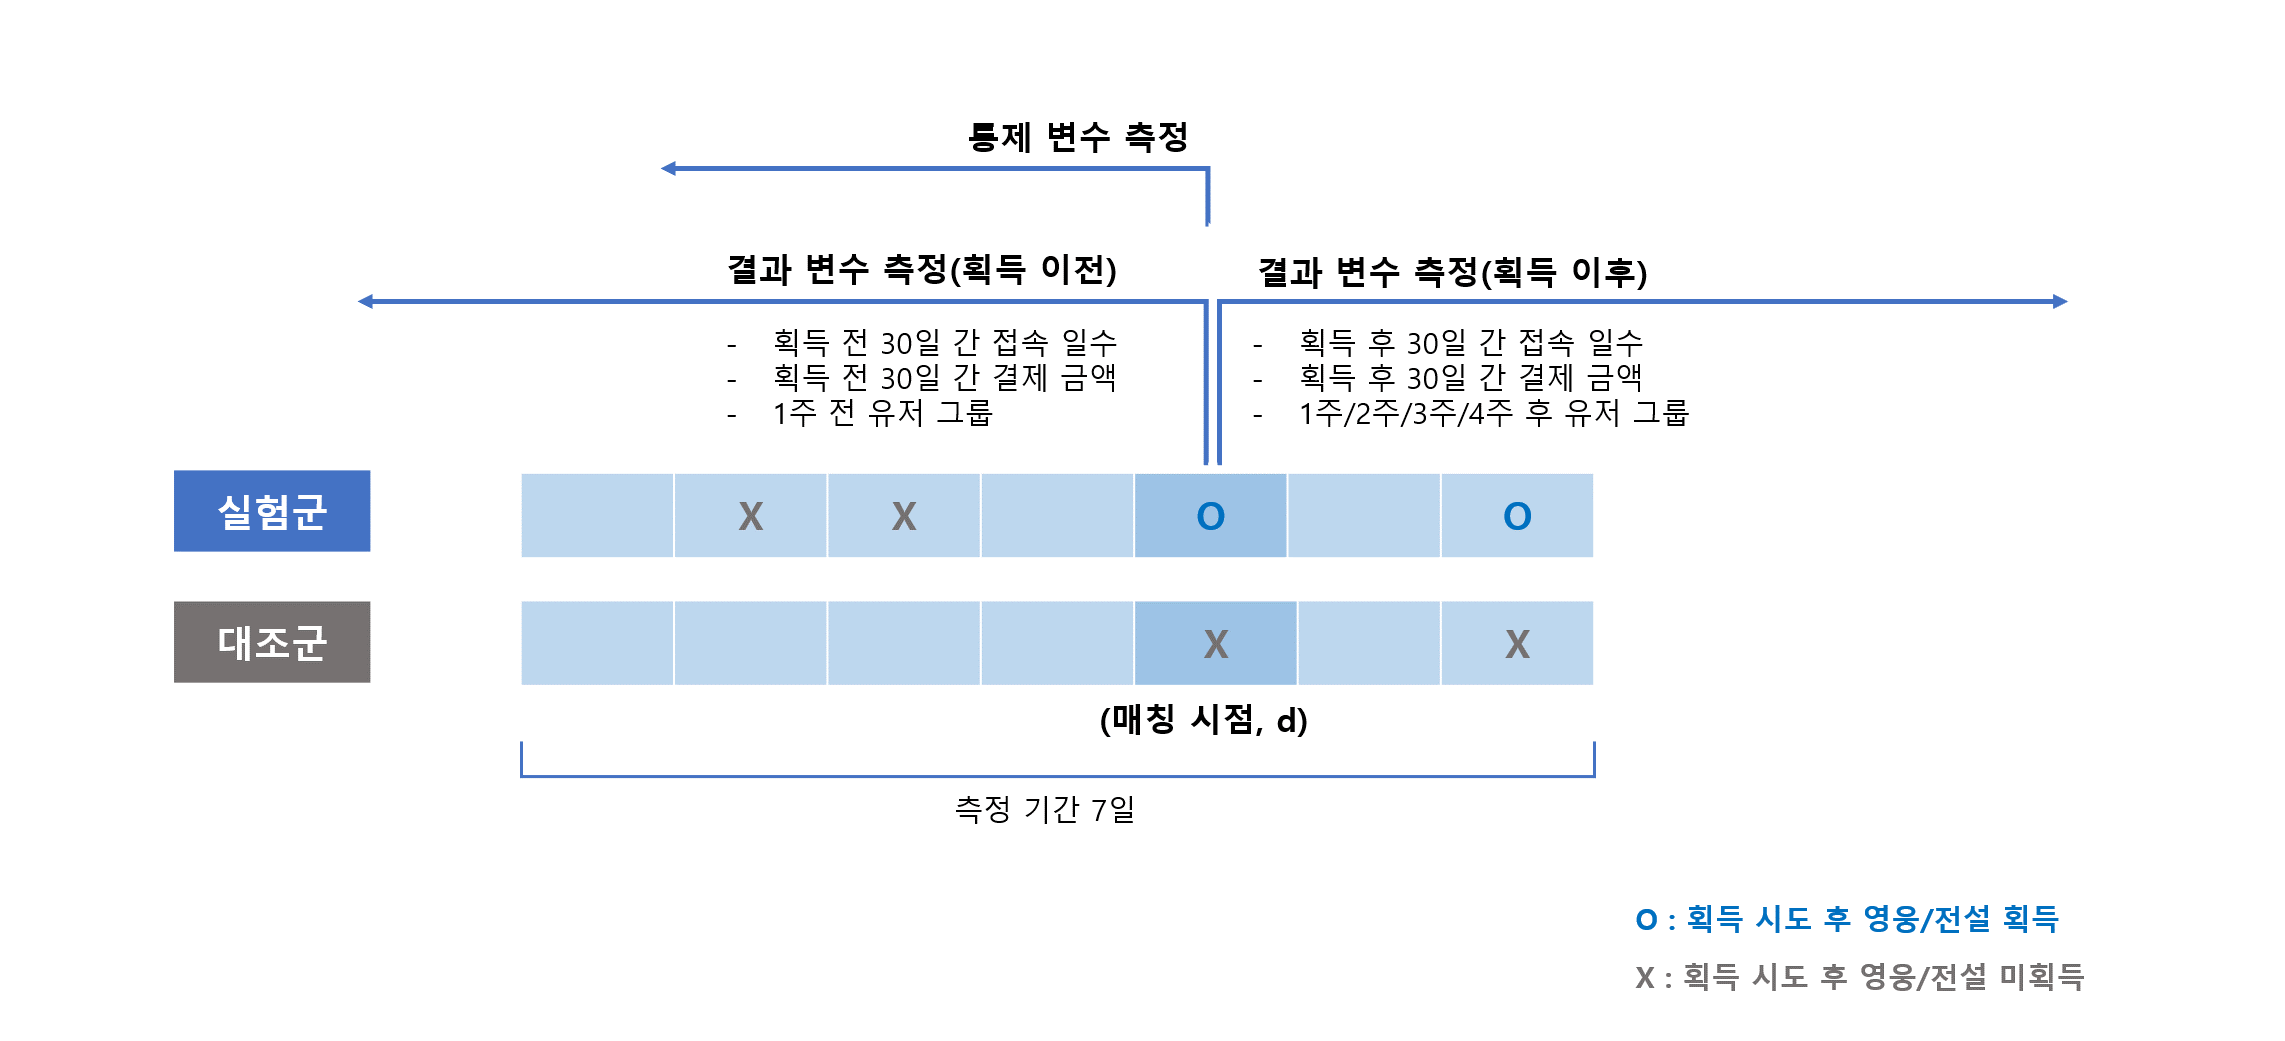 통제 변수 측정
결과 변수 측정(획득 이전)
결과 변수 측정(획득 이후)
- 획득 전 30일 간 접속 일수
- 획득 전 30일 간 결제 금액
- 1주 전 유저 그룹
- 획득 후 30일 간 접속 일수
- 획득 후 30일 간 결제 금액
- 1주/2주/3주/4주 후 유저 그룹
실험군 X X O O
대조군 X X
(매칭 시점, d)
측정 기간 7일
O : 획득 시도 후 영웅/전설 획득
X : 획득 시도 후 영웅/전설 미획득